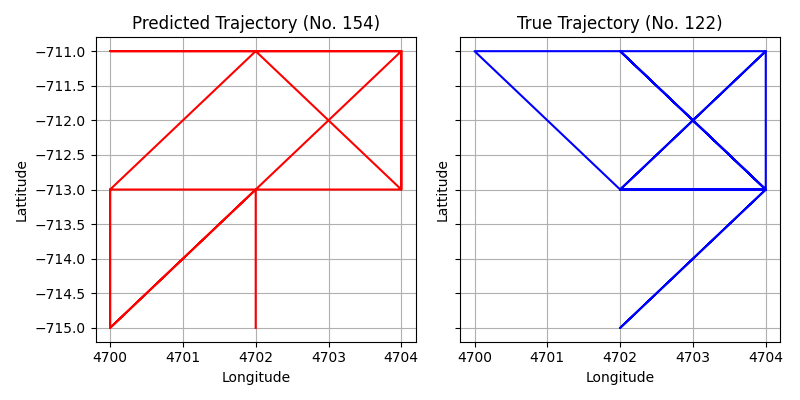 Predicted Trajectory (No. 154)
True Trajectory (No. 122)
Lattitude
−711.0
−711.5
−712.0
−712.5
−713.0
−713.5
−714.0
−714.5
−715.0
4700 4701 4702 4703 4704
Longitude
Lattitude
4700 4701 4702 4703 4704
Longitude